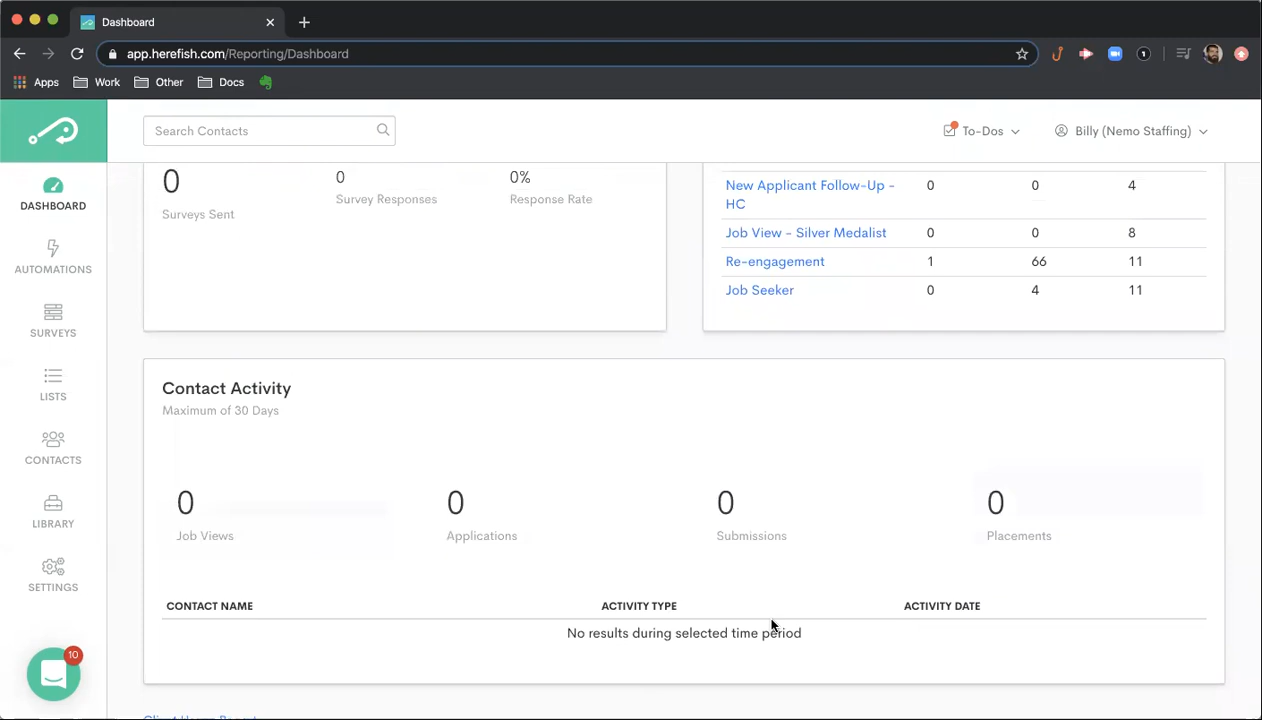 Dashboard
app.herefish.com/Reporting/Dashboard
Apps Work Other Docs
Search Contacts
To-Dos
Billy (Nemo Staffing)
DASHBOARD
AUTOMATIONS
SURVEYS
LISTS
CONTACTS
LIBRARY
SETTINGS
10
0
Surveys Sent
0
Survey Responses
0%
Response Rate
New Applicant Follow-Up - 0 0 4
HC
Job View - Silver Medalist 0 0 8
Re-engagement 1 66 11
Job Seeker 0 4 11
Contact Activity
Maximum of 30 Days
0 0 0 0
Job Views Applications Submissions Placements
CONTACT NAME ACTIVITY TYPE ACTIVITY DATE
No results during selected time period